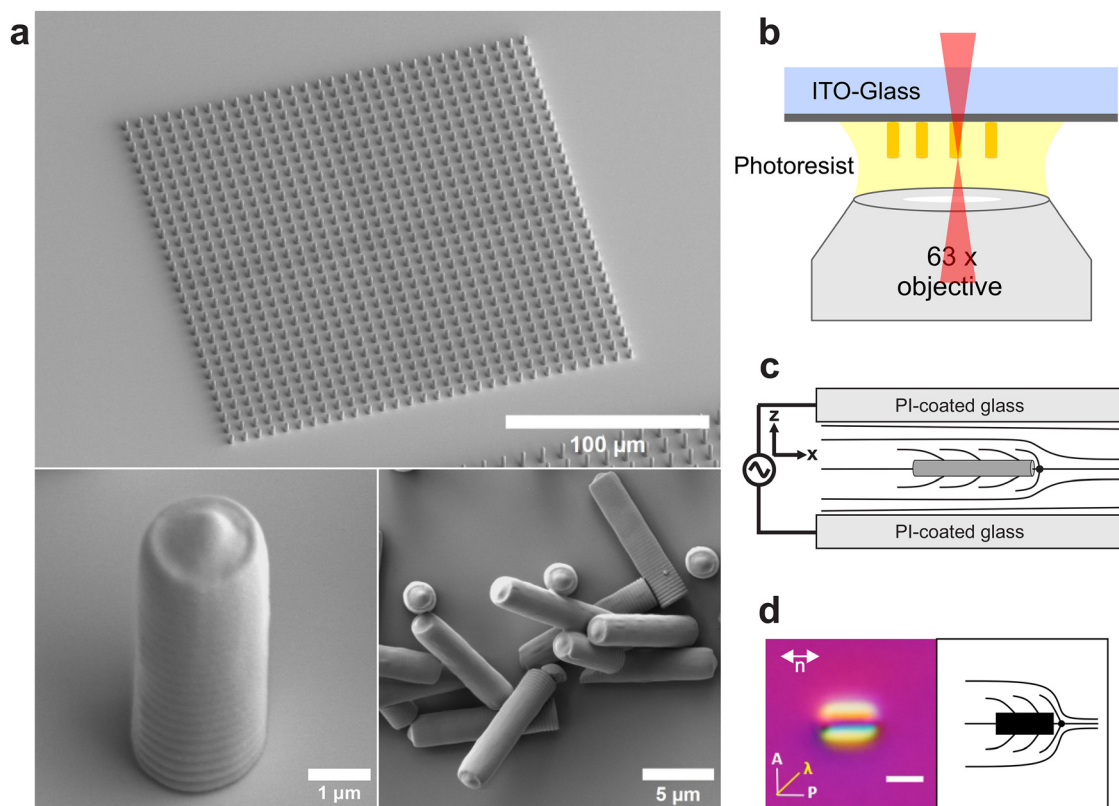 a
100 µm
1 µm
5 µm
b
ITO-Glass
Photoresist
63 x
objective
c
PI-coated glass
z
x
PI-coated glass
d
n
A
λ
P